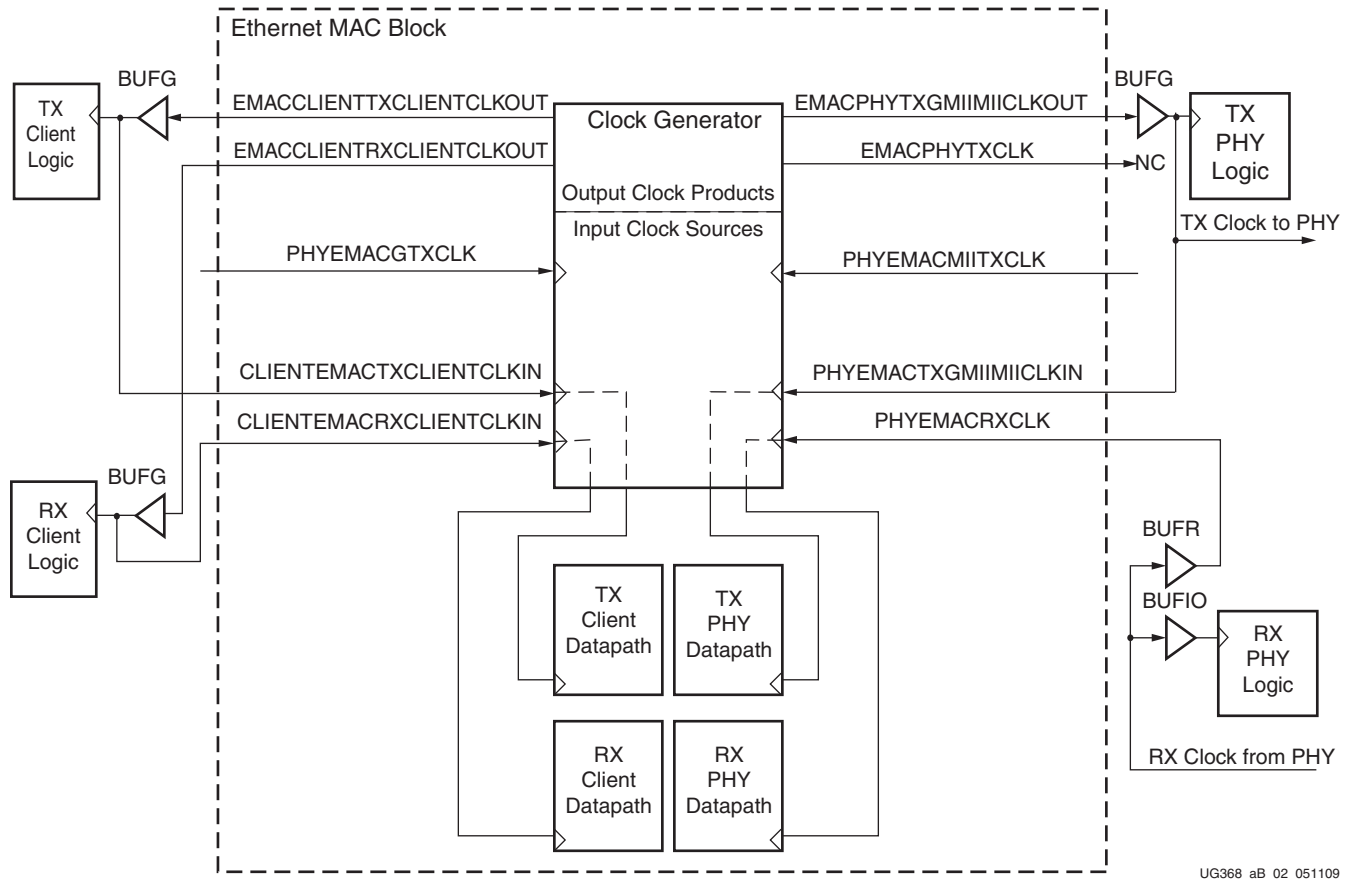 Ethernet MAC Block
BUFG
TX
Client
Logic
EMACCLIENTTXCLIENTCLKOUT
EMACCLIENTRXCLIENTCLKOUT
Clock Generator
Output Clock Products
Input Clock Sources
EMACPHYTXGMIIMIICLKOUT
EMACPHYTXCLK
NC
BUFG
TX
PHY
Logic
TX Clock to PHY
PHYEMACGTXCLK
PHYEMACMIITXCLK
CLIENTEMACTXCLIENTCLKIN
PHYEMACTXGMIIMIICLKIN
CLIENTEMACRXCLIENTCLKIN
PHYEMACRXCLK
BUFG
RX
Client
Logic
BUFR
BUFIO
RX
PHY
Logic
RX Clock from PHY
TX
Client
Datapath
TX
PHY
Datapath
RX
Client
Datapath
RX
PHY
Datapath
UG368_aB_02_051109